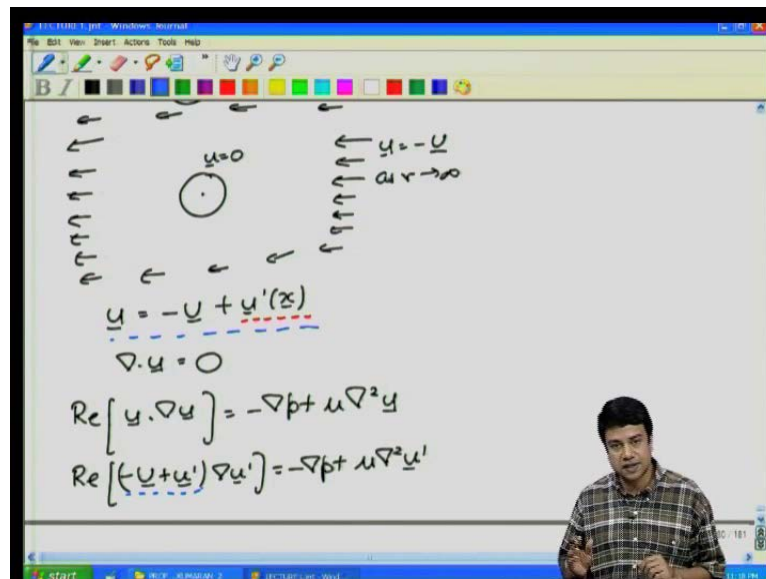 LECTURE 1.jnt - Windows Journal
File Edit View Insert Actions Tools Help
B I
u=0
u = -U
as r→∞
u = -U + u'(x)
∇.u = 0
Re[u.∇u] = -∇p + μ∇²u
Re[(-U+u')∇u'] = -∇p + μ∇²u'
/ 181
start